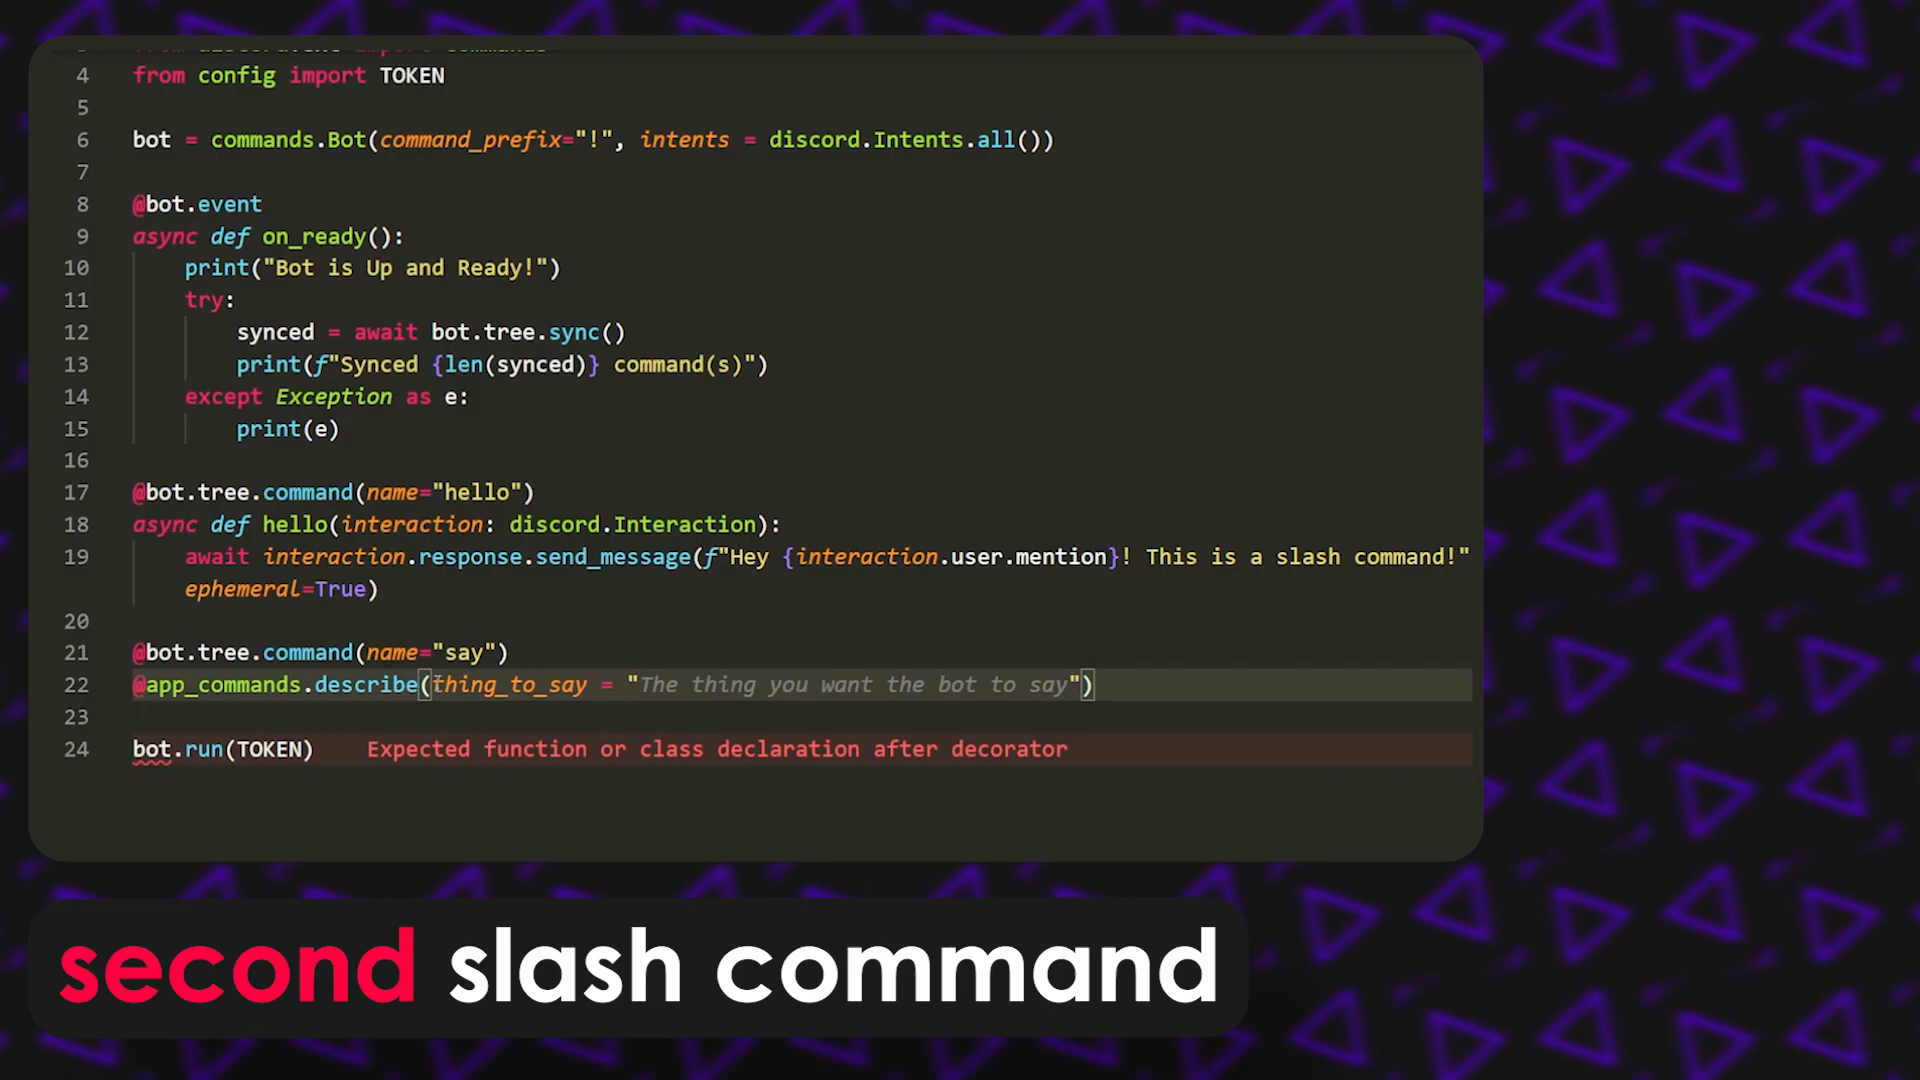 4 from config import TOKEN
5
6 bot = commands.Bot(command_prefix="!", intents = discord.Intents.all())
7
8 @bot.event
9 async def on_ready():
10 print("Bot is Up and Ready!")
11 try:
12 synced = await bot.tree.sync()
13 print(f"Synced {len(synced)} command(s)")
14 except Exception as e:
15 print(e)
16
17 @bot.tree.command(name="hello")
18 async def hello(interaction: discord.Interaction):
19 await interaction.response.send_message(f"Hey {interaction.user.mention}! This is a slash command!"
ephemeral=True)
20
21 @bot.tree.command(name="say")
22 @app_commands.describe(thing_to_say = "The thing you want the bot to say")
23
24 bot.run(TOKEN) Expected function or class declaration after decorator
second slash command